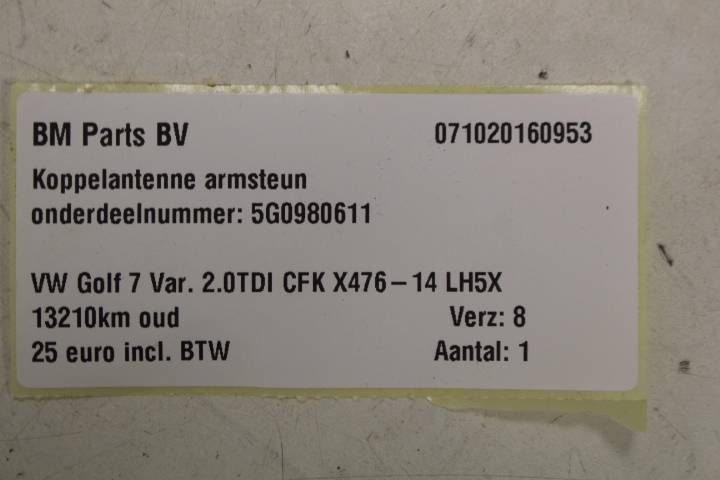 BM Parts BV 071020160953
Koppelantenne armsteun
onderdeelnummer: 5G0980611
VW Golf 7 Var. 2.0TDI CFK X476-14 LH5X
13210km oud Verz: 8
25 euro incl. BTW Aantal: 1